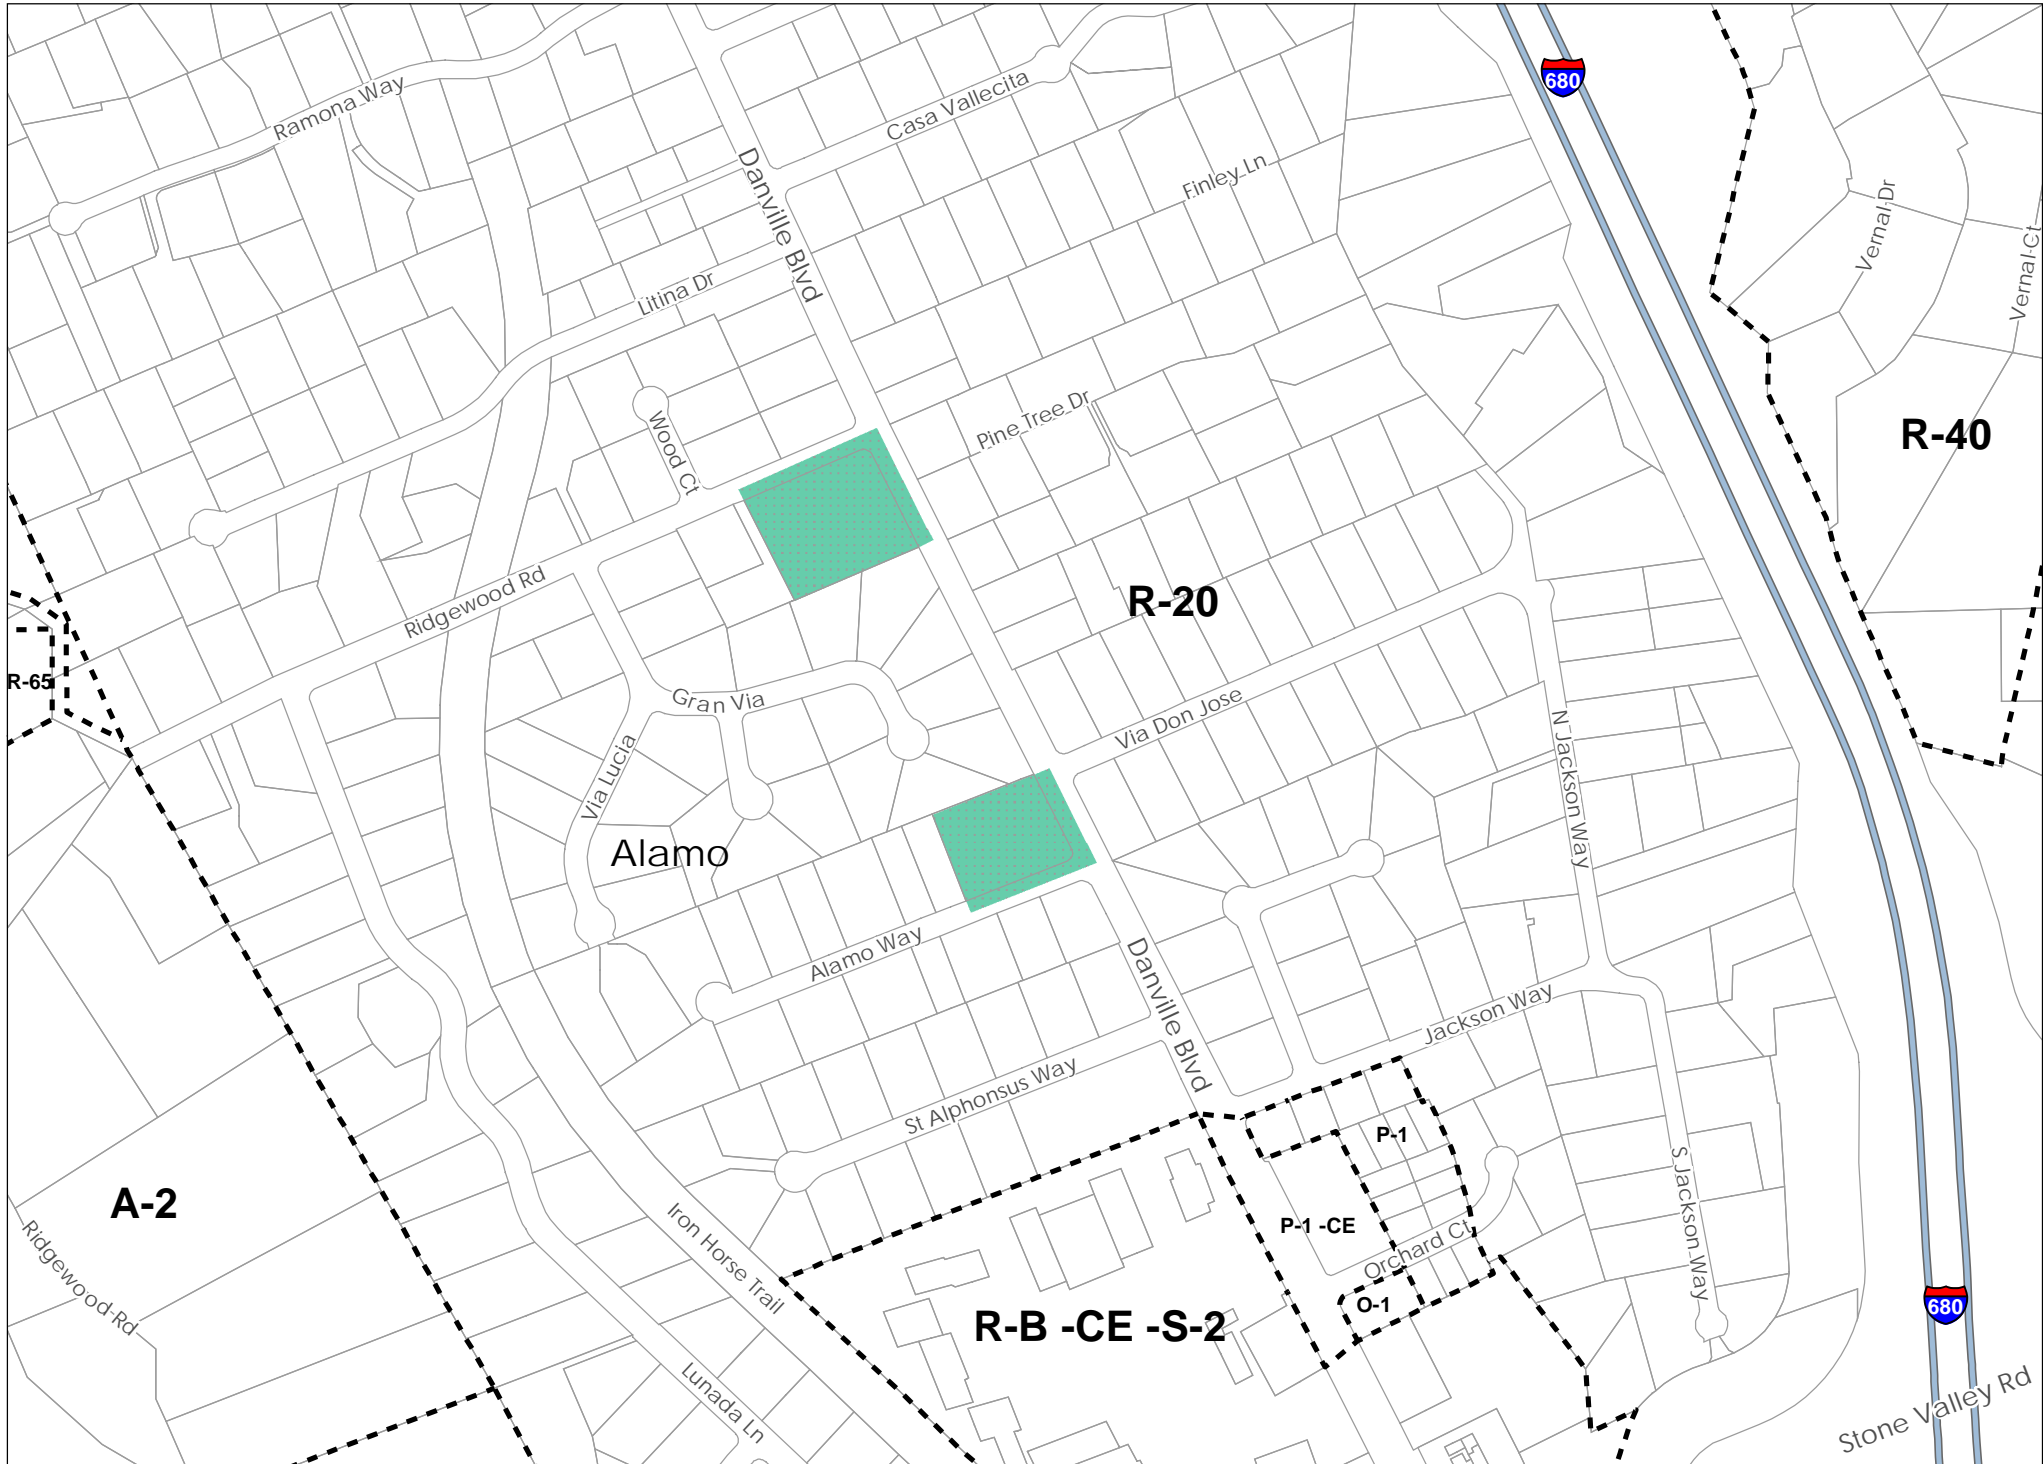 680
Ramona Way
Casa Vallecita
Danville Blvd
Finley Ln
Vernal Dr
Vernal Ct
Litina Dr
Wood Ct
Pine Tree Dr
R-40
Ridgewood Rd
R-20
R-65
Gran Via
Via Don Jose
N Jackson Way
Via Lucia
Alamo
Alamo Way
Danville Blvd
Jackson Way
St Alphonsus Way
P-1
A-2
Iron Horse Trail
P-1 -CE
S Jackson Way
Orchard Ct
Ridgewood Rd
R-B -CE -S-2
O-1
680
Lunada Ln
Stone Valley Rd